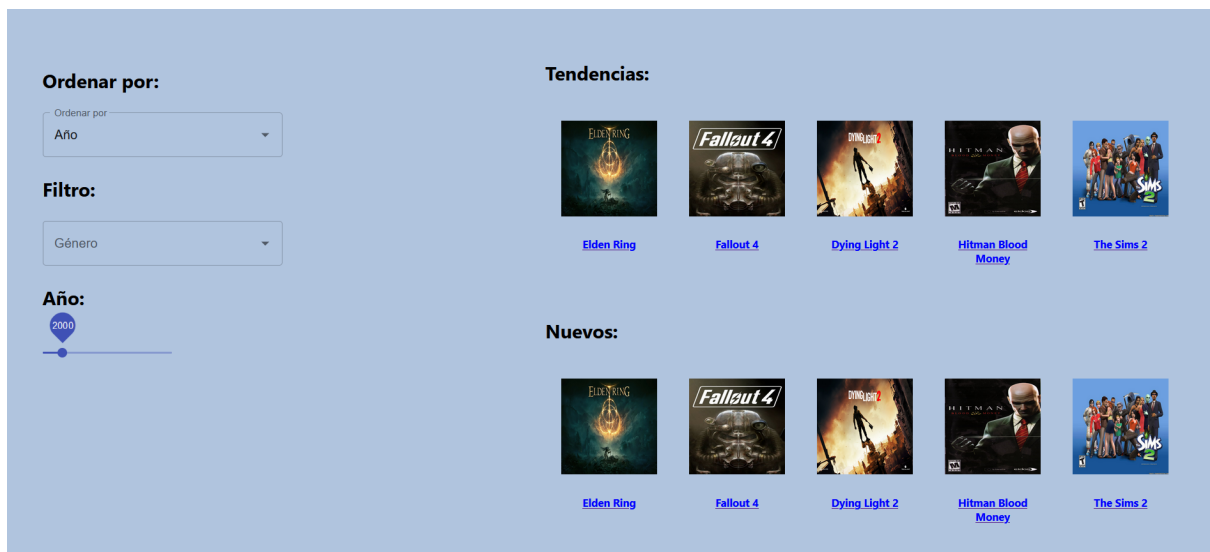 Ordenar por:
Ordenar por
Año
Filtro:
Género
Año:
2000
Tendencias:
ELDEN RING
Fallout 4
DYING LIGHT 2
HITMAN
SIMS
2
Elden Ring
Fallout 4
Dying Light 2
Hitman Blood
Money
The Sims 2
Nuevos:
ELDEN RING
Fallout 4
DYING LIGHT 2
HITMAN
SIMS
2
Elden Ring
Fallout 4
Dying Light 2
Hitman Blood
Money
The Sims 2